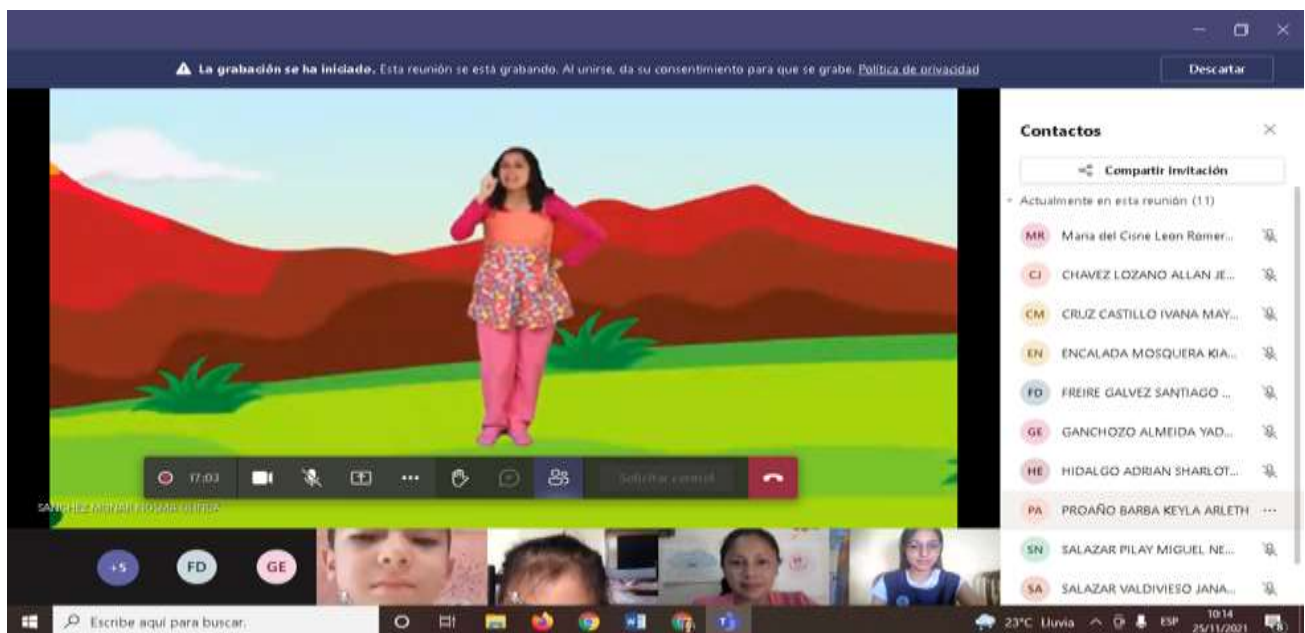 La grabación se ha iniciado. Esta reunión se está grabando. Al unirse, da su consentimiento para que se grabe. Política de privacidad
Descartar
Contactos
Compartir invitación
Actualmente en esta reunión (11)
MR Maria del Cisne Leon Romer...
CJ CHAVEZ LOZANO ALLAN JE...
CM CRUZ CASTILLO IVANA MAY...
EN ENCALADA MOSQUERA KIA...
FD FREIRE GALVEZ SANTIAGO ...
GE GANCHOZO ALMEIDA YAD...
HE HIDALGO ADRIAN SHARLOT...
PA PROAÑO BARBA KEYLA ARLETH ...
SN SALAZAR PILAY MIGUEL NE...
SA SALAZAR VALDIVIESO JANA...
17:03
Solicitar control
SANCHEZ
+5
FD
GE
Escribe aquí para buscar.
23°C Lluvia
ESP
10:14
25/11/2021